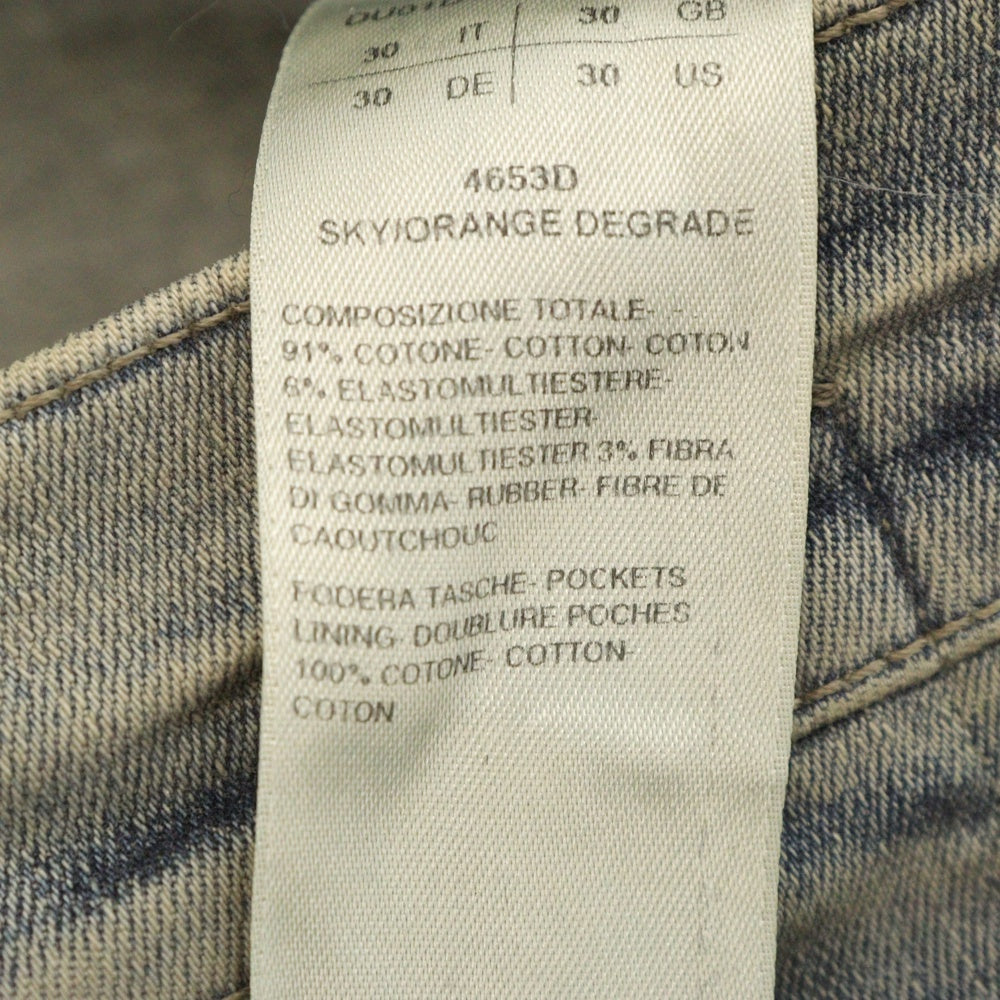 30 IT 30 GB
30 DE 30 US
4653D
SKY/ORANGE DEGRADE
COMPOSIZIONE TOTALE- -
91% COTONE- COTTON- COTON
6% ELASTOMULTIESTERE-
ELASTOMULTIESTER-
ELASTOMULTIESTER 3% FIBRA
DI GOMMA- RUBBER- FIBRE DE
CAOUTCHOUC
FODERA TASCHE- POCKETS
LINING- DOUBLURE POCHES
100% COTONE- COTTON-
COTON